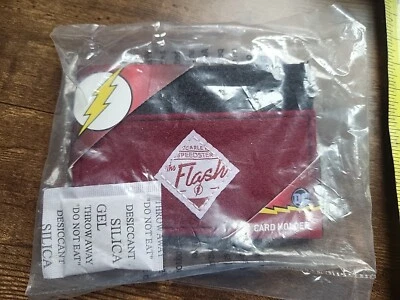 SCARLET
SPEEDSTER
the
Flash
DC
CARD HOLDER
THROW AWAY
"DO NOT EAT"
DESICCANT
SILICA
GEL
THROW AWAY
"DO NOT EAT"
DESICCANT
SILICA